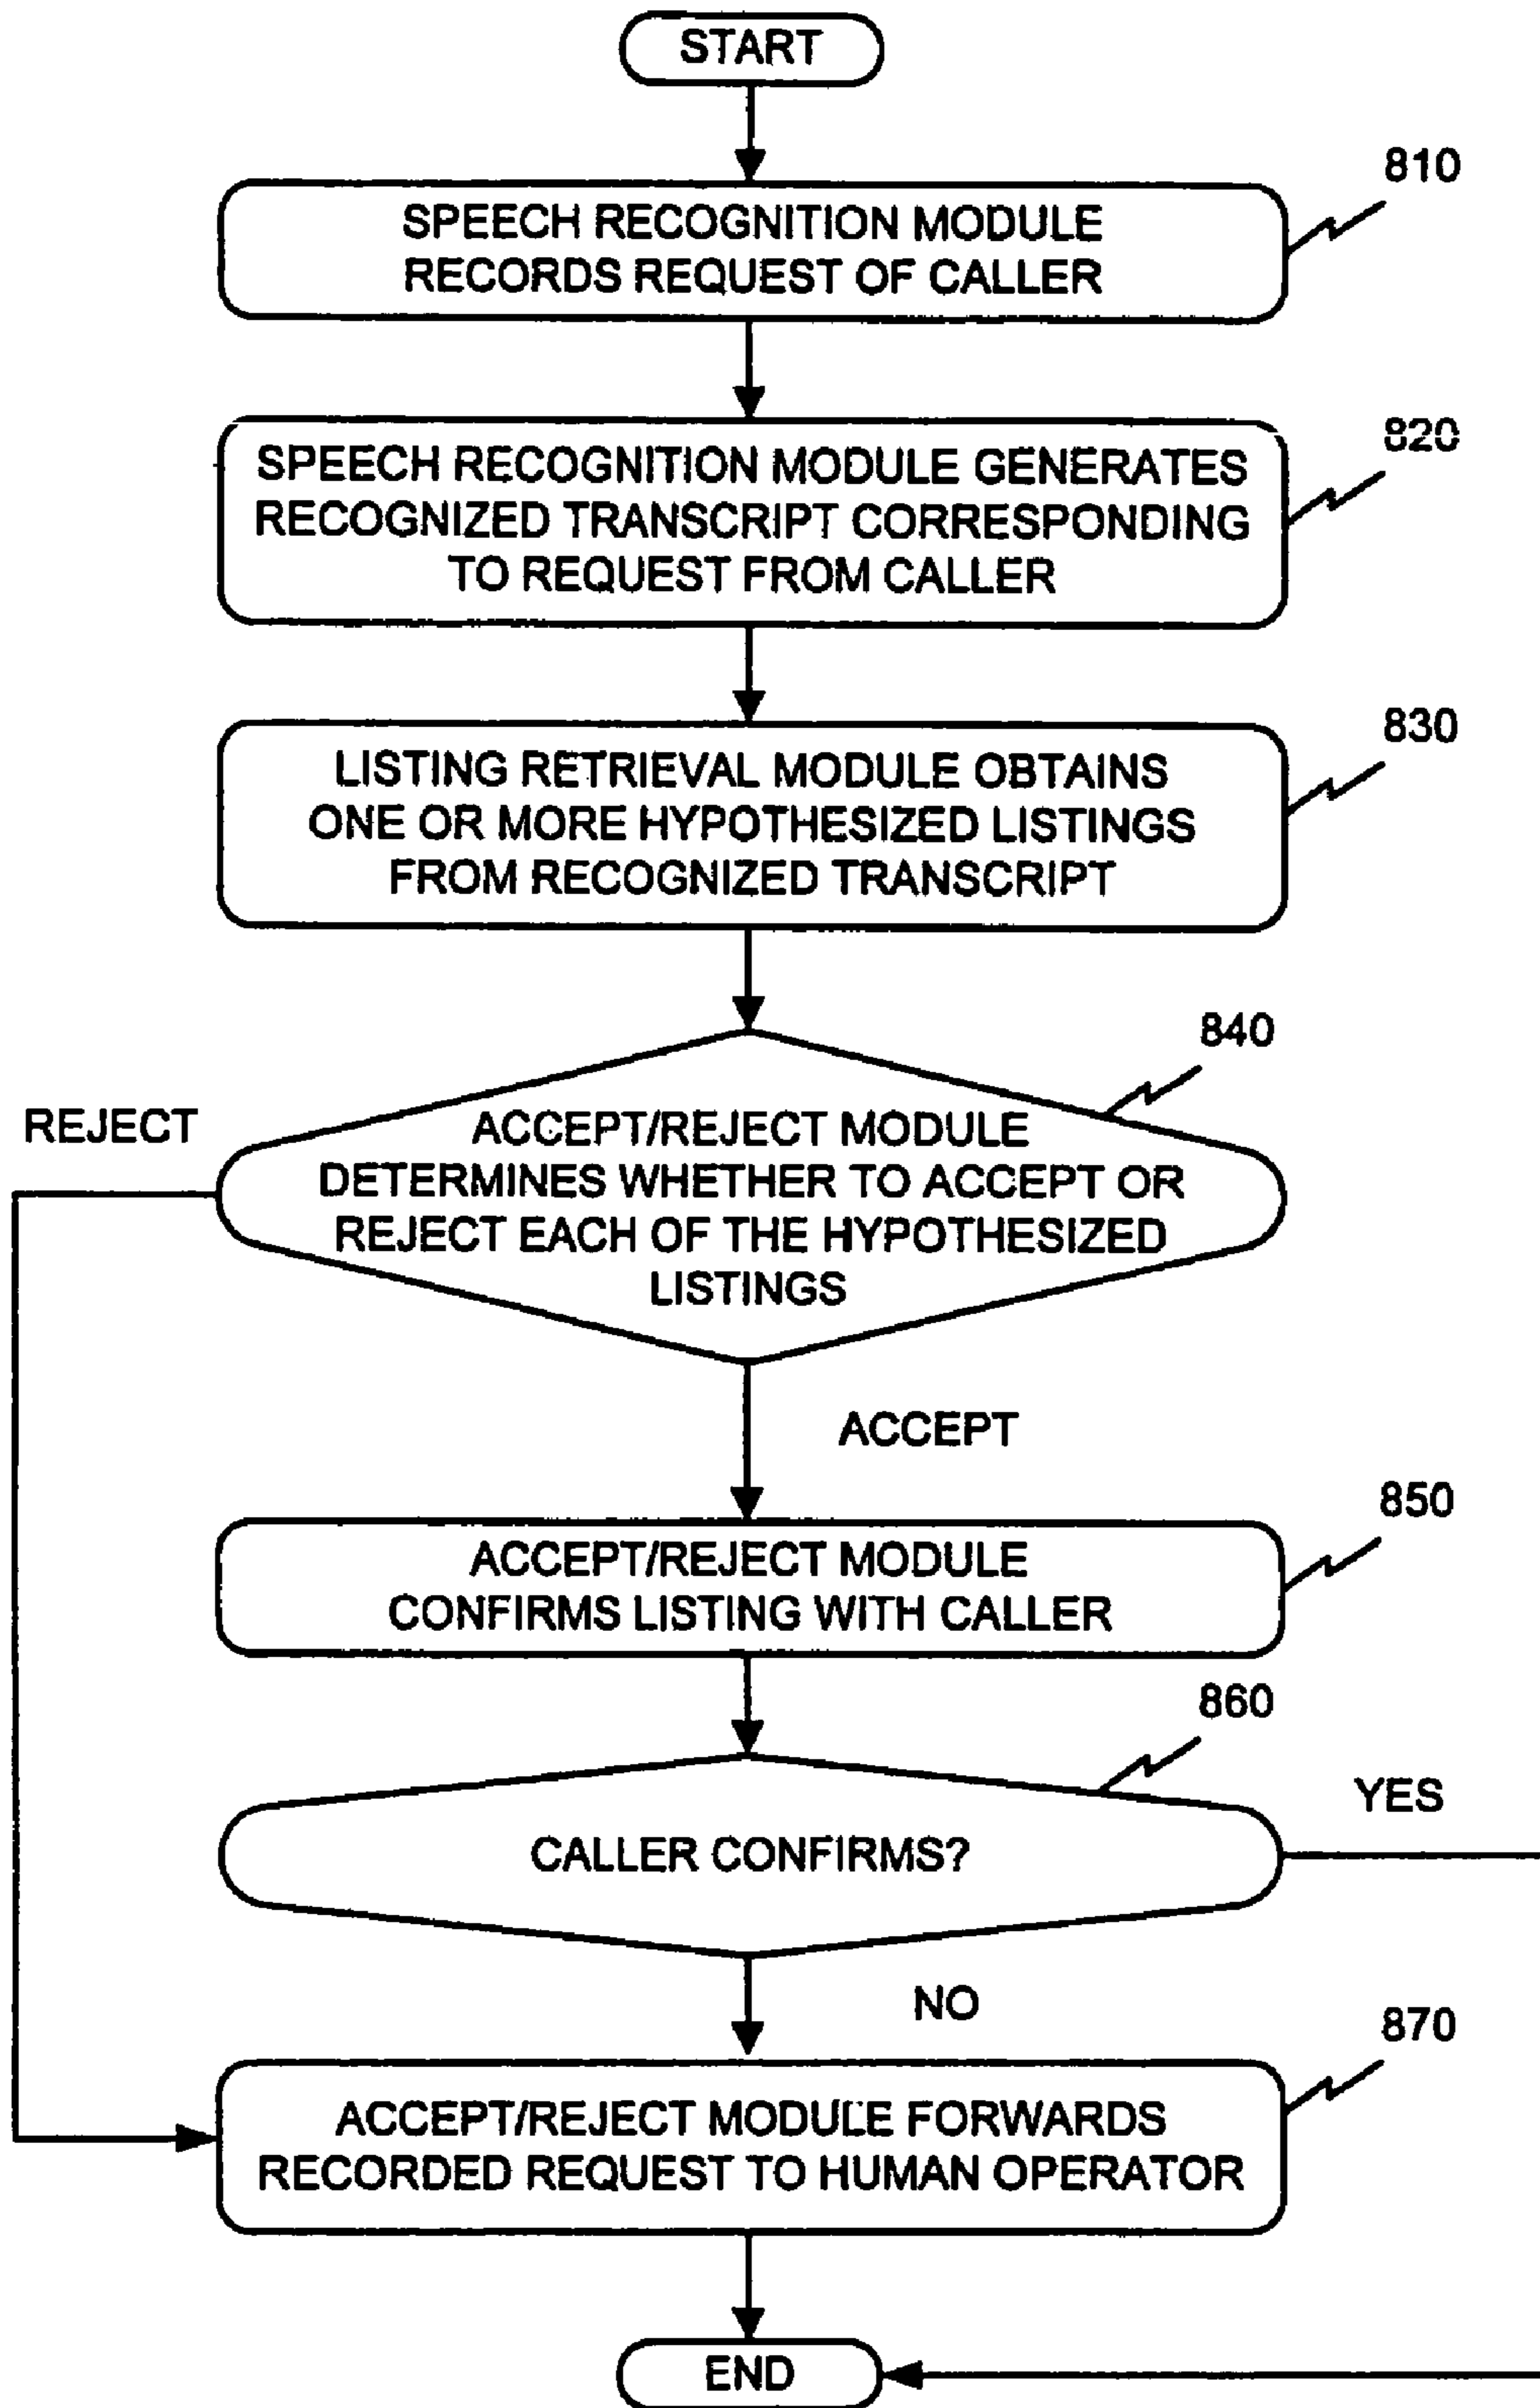 START
810
SPEECH RECOGNITION MODULE
RECORDS REQUEST OF CALLER
820
SPEECH RECOGNITION MODULE GENERATES
RECOGNIZED TRANSCRIPT CORRESPONDING
TO REQUEST FROM CALLER
830
LISTING RETRIEVAL MODULE OBTAINS
ONE OR MORE HYPOTHESIZED LISTINGS
FROM RECOGNIZED TRANSCRIPT
840
REJECT
ACCEPT/REJECT MODULE
DETERMINES WHETHER TO ACCEPT OR
REJECT EACH OF THE HYPOTHESIZED
LISTINGS
ACCEPT
850
ACCEPT/REJECT MODULE
CONFIRMS LISTING WITH CALLER
860
YES
CALLER CONFIRMS?
NO
870
ACCEPT/REJECT MODULE FORWARDS
RECORDED REQUEST TO HUMAN OPERATOR
END